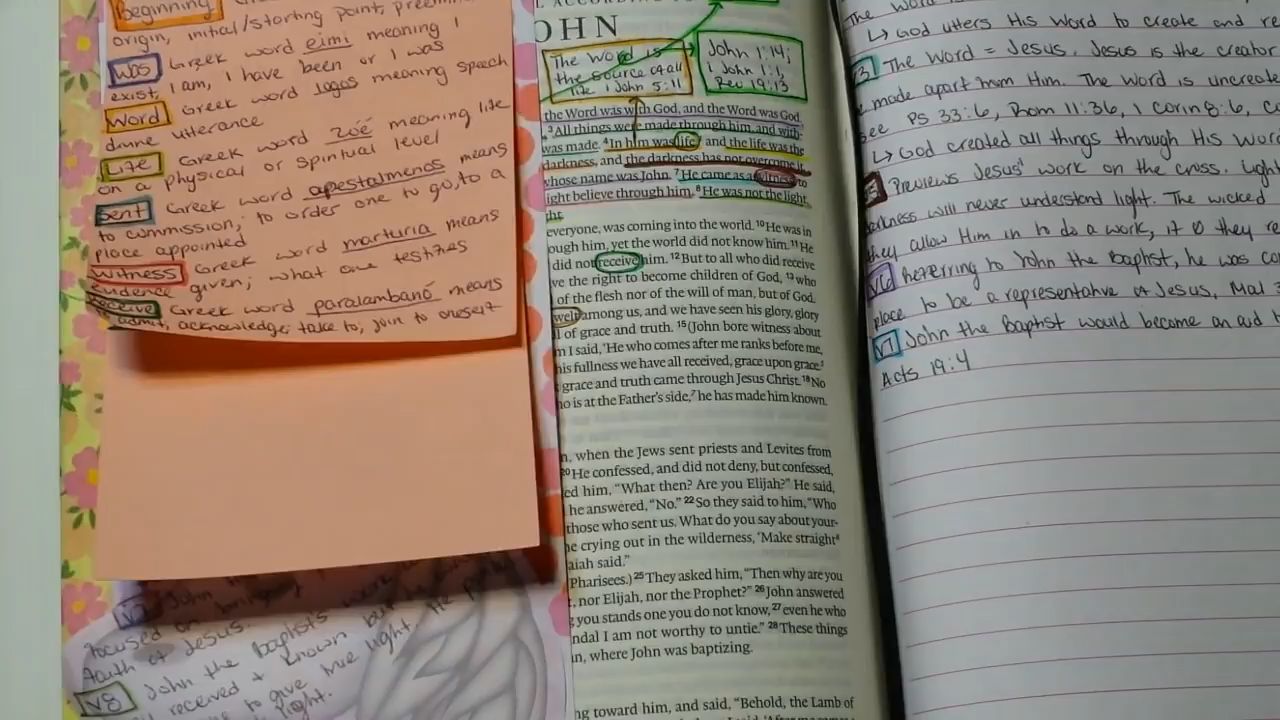 Beginning
origin, initial/starting point,
Was Greek word eimi meaning I
exist, I am, I have been or I was
Word Greek word logos meaning speech
divine utterance
Life Greek word zoē meaning life
on a physical or spiritual level
Sent Greek word apestalmenos means
to commission; to order one to go, to a
place appointed
Witness Greek word marturia means
evidence given; what one testifies
Receive Greek word paralambanō means
to admit, acknowledge; take to, join to oneself
John
focused on
truth of Jesus.
V8 John the Baptist's
received + known
to give true light. He
light.
ACCORDING
OHN
The Word is
the source of all
life 1 John 5:11
John 1:14;
1 John 1:1,
Rev 19:13
the Word was with God, and the Word was God.
3 All things were made through him, and with
was made. 4 In him was life, and the life was the
darkness, and the darkness has not overcome
whose name was John. 7 He came as a witness to
ight believe through him. 8 He was not the light,
ht.
everyone, was coming into the world. 10 He was in
ough him, yet the world did not know him. 11 He
did not receive him. 12 But to all who did receive
ve the right to become children of God, 13 who
of the flesh nor of the will of man, but of God.
welt among us, and we have seen his glory, glory
l of grace and truth. 15 (John bore witness about
m I said, 'He who comes after me ranks before me,
his fullness we have all received, grace upon grace.
grace and truth came through Jesus Christ. 18 No
ho is at the Father's side, he has made him known.
n, when the Jews sent priests and Levites from
20 He confessed, and did not deny, but confessed,
ed him, "What then? Are you Elijah?" He said,
he answered, "No." 22 So they said to him, "Who
those who sent us. What do you say about your-
e crying out in the wilderness, 'Make straight
aiah said."
Pharisees.) 25 They asked him, "Then why are you
, nor Elijah, nor the Prophet?" 26 John answered
g you stands one you do not know, 27 even he who
ndal I am not worthy to untie." 28 These things
n, where John was baptizing.
ng toward him, and said, "Behold, the Lamb of
The Word is
↳ God utters His Word to create and re
3 The Word = Jesus. Jesus is the creator
made apart from Him. The Word is uncreate
see Ps 33:6, Rom 11:36, 1 Corin 8:6, C
↳ God created all things through His Word
5 Previews Jesus' work on the cross. Light
darkness will never understand light. The wicked
they allow Him in to do a work, if they re
V6 Referring to John the Baptist, he was co
place to be a representative of Jesus, Mal 3
V7 John the Baptist would become an aid t
Acts 19:4